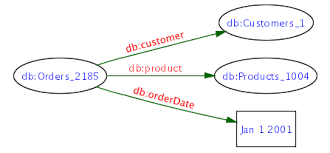 db:customer
db:Customers_1
db:Orders_2185
db:product
db:Products_1004
db:orderDate
Jan 1 2001